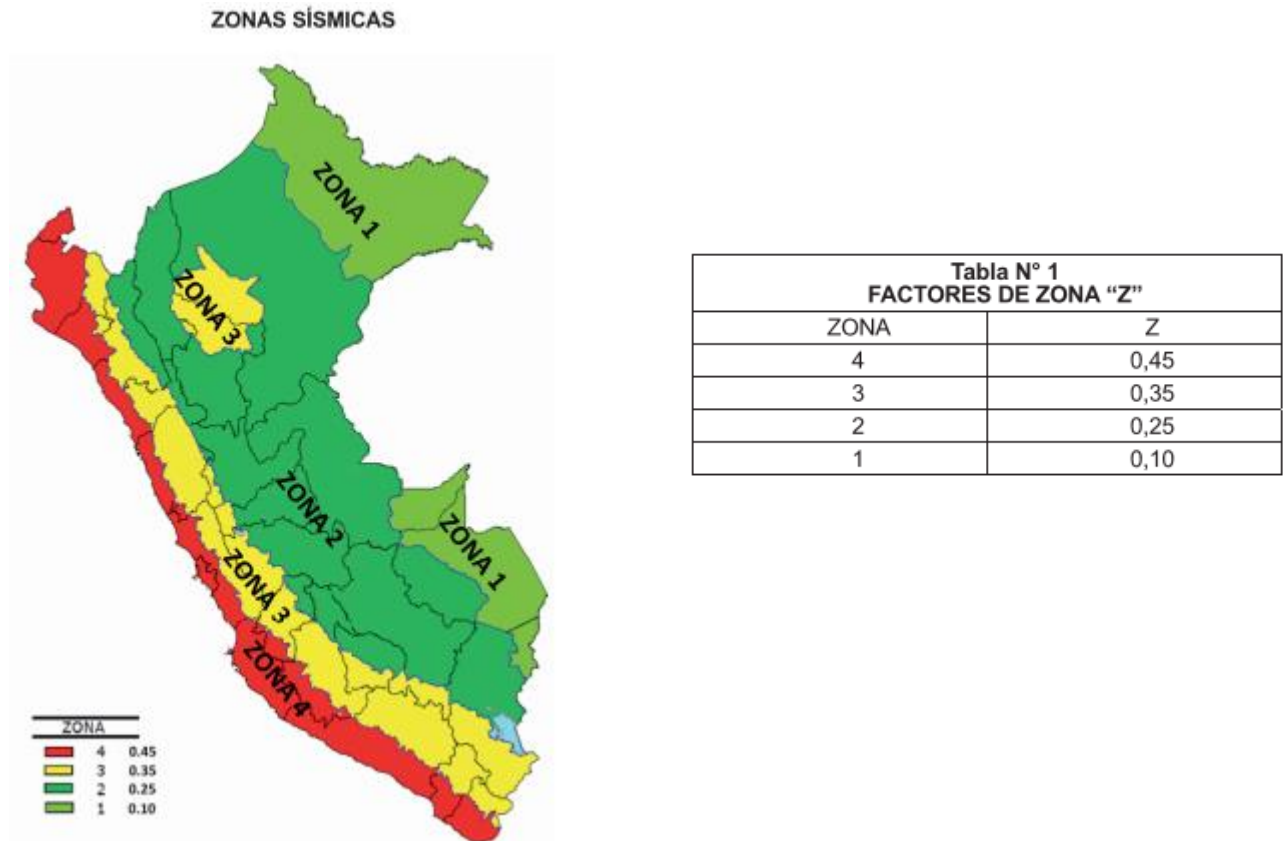 ZONAS SÍSMICAS
ZONA 1
ZONA 3
ZONA 2
ZONA 1
ZONA 3
ZONA 4
ZONA
4 0.45
3 0.35
2 0.25
1 0.10
Tabla N° 1
FACTORES DE ZONA “Z”
ZONA Z
4 0,45
3 0,35
2 0,25
1 0,10